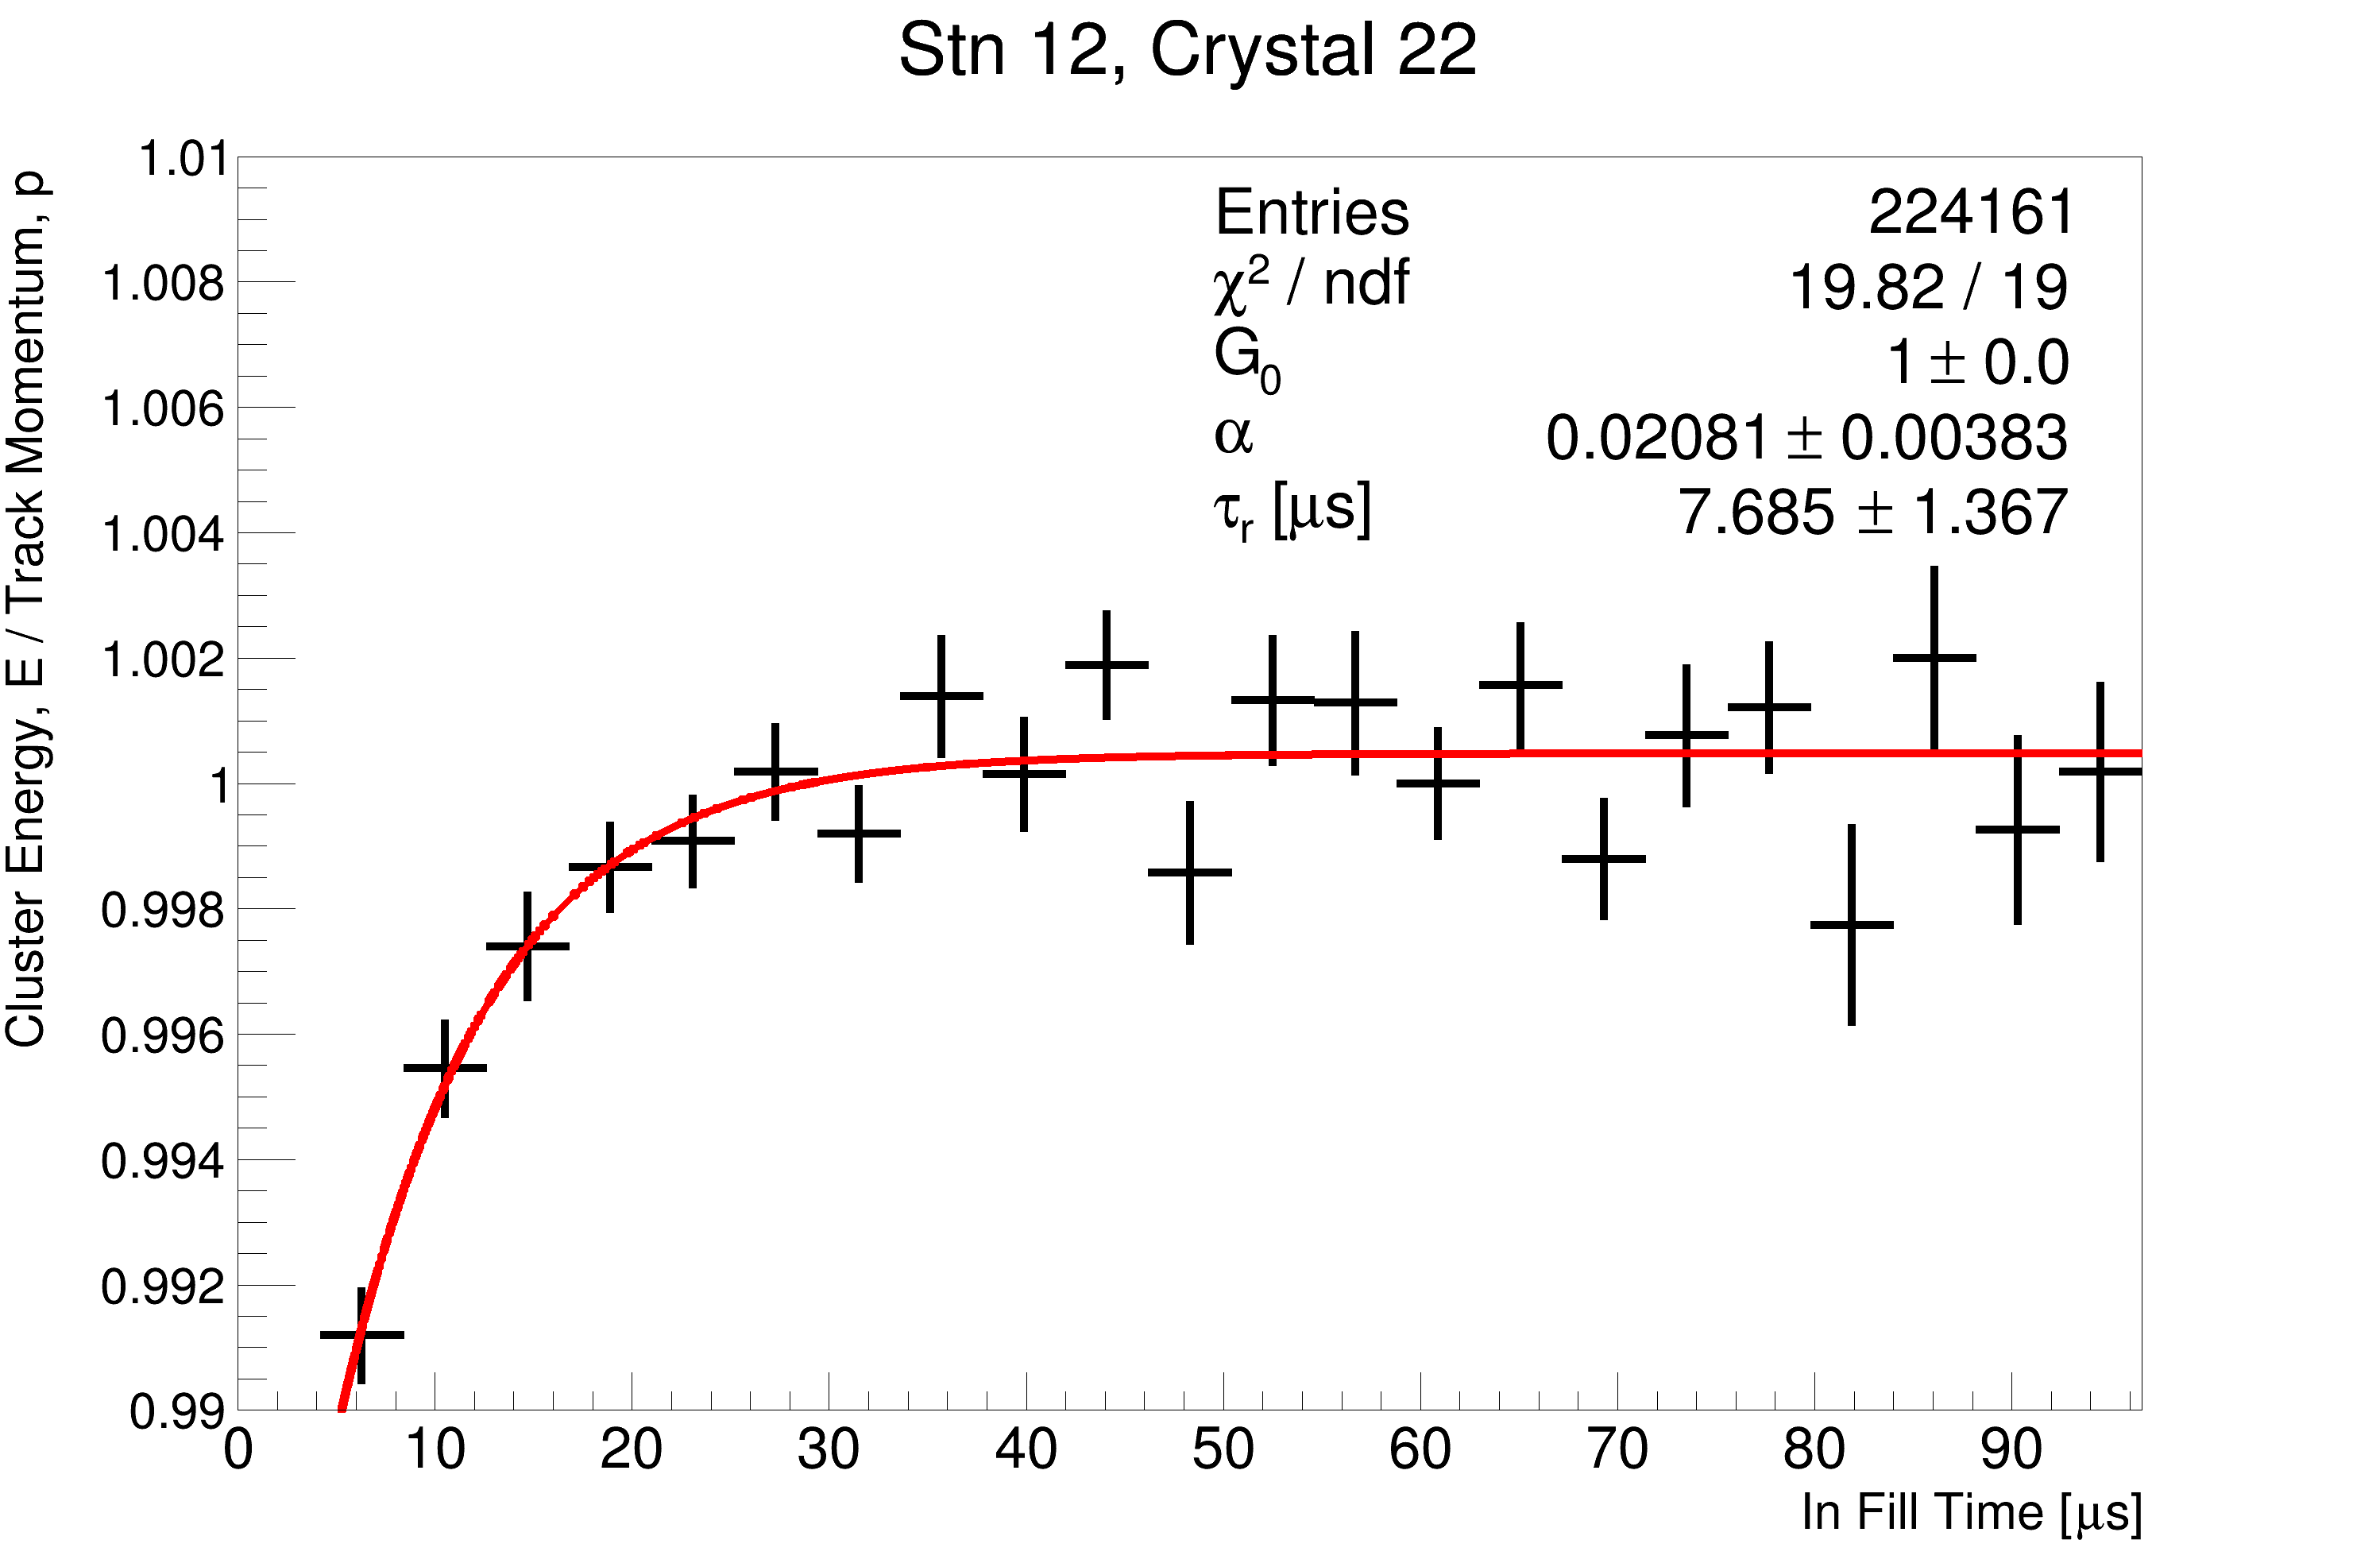 Stn 12, Crystal 22
Cluster Energy, E / Track Momentum, p
1.01
1.008
1.006
1.004
1.002
1
0.998
0.996
0.994
0.992
0.99
Entries 224161
χ² / ndf 19.82 / 19
G₀ 1 ± 0.0
α 0.02081 ± 0.00383
τᵣ [μs] 7.685 ± 1.367
0 10 20 30 40 50 60 70 80 90
In Fill Time [μs]